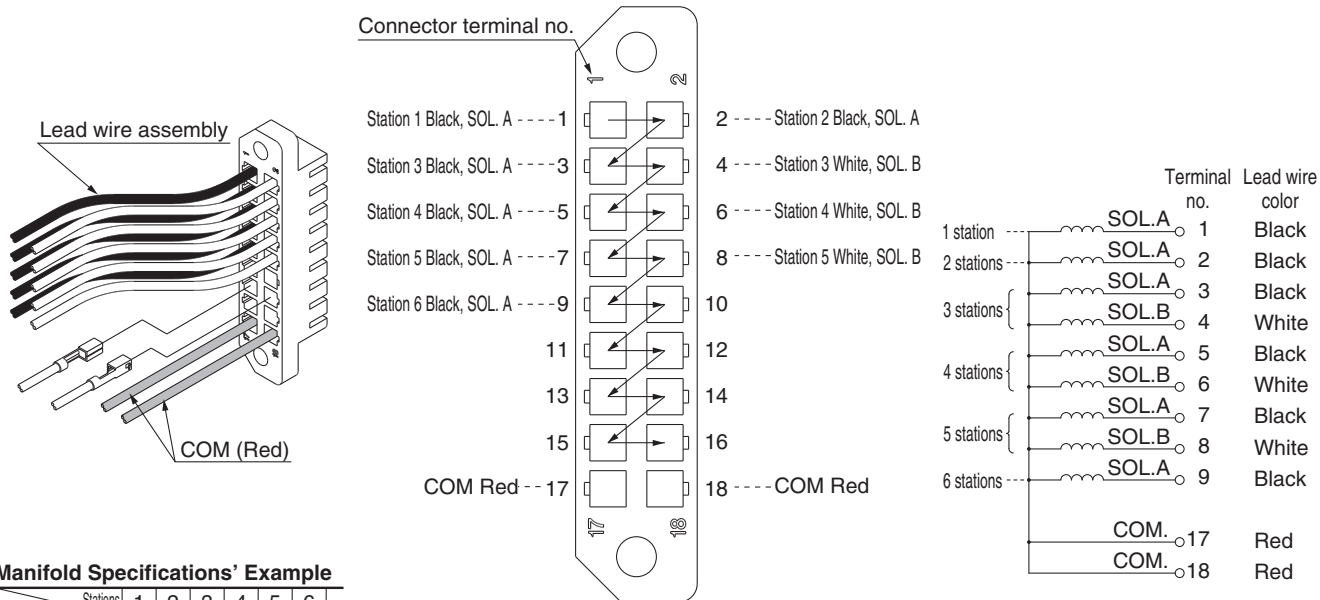 Connector terminal no.
1 2
Lead wire assembly
COM (Red)
Station 1 Black, SOL. A 1
2 Station 2 Black, SOL. A
Station 3 Black, SOL. A 3
4 Station 3 White, SOL. B
Station 4 Black, SOL. A 5
6 Station 4 White, SOL. B
Station 5 Black, SOL. A 7
8 Station 5 White, SOL. B
Station 6 Black, SOL. A 9
10
11
12
13
14
15
16
COM Red 17
18 COM Red
17 18
Terminal no. Lead wire color
1 station SOL.A 1 Black
2 stations SOL.A 2 Black
3 stations SOL.A 3 Black
SOL.B 4 White
4 stations SOL.A 5 Black
SOL.B 6 White
5 stations SOL.A 7 Black
SOL.B 8 White
6 stations SOL.A 9 Black
COM. 17 Red
COM. 18 Red
Manifold Specifications' Example
Stations 1 2 3 4 5 6